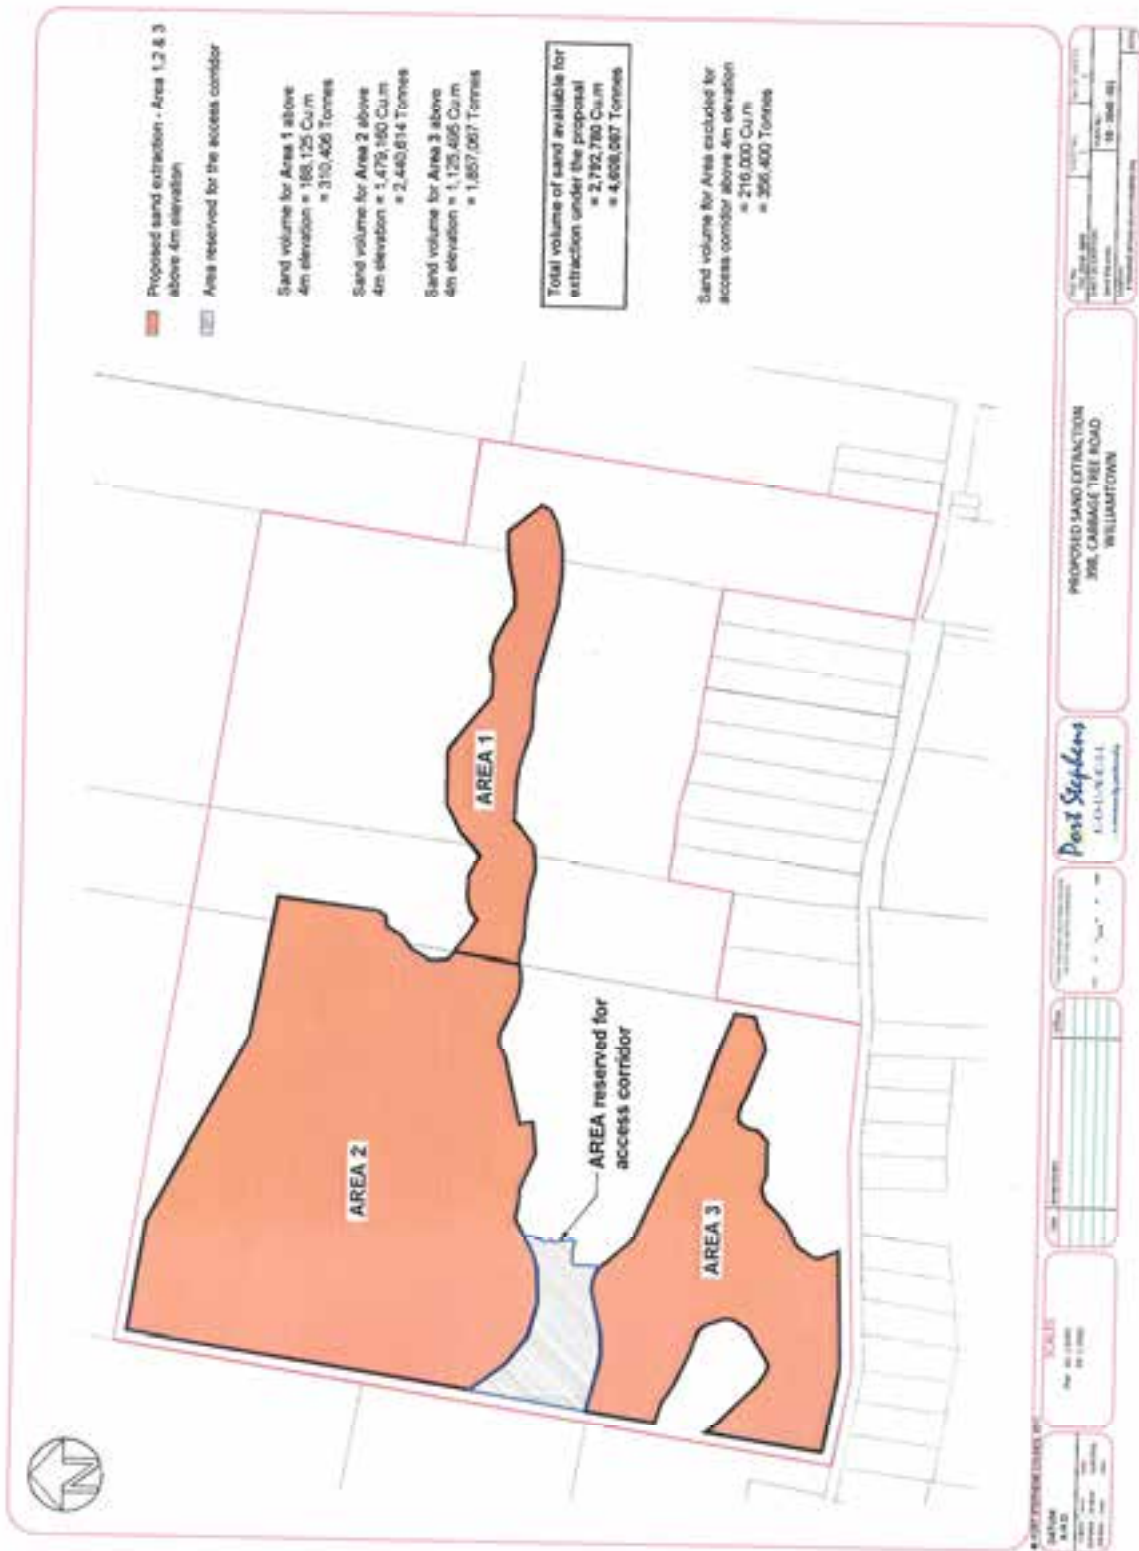 Proposed sand extraction - Area 1,2 & 3
above 4m elevation
Area reserved for the access corridor
Sand volume for Area 1 above
4m elevation = 188,125 Cu.m
= 310,406 Tonnes
Sand volume for Area 2 above
4m elevation = 1,479,160 Cu.m
= 2,440,614 Tonnes
Sand volume for Area 3 above
4m elevation = 1,125,495 Cu.m
= 1,857,067 Tonnes
Total volume of sand available for
extraction under the proposal
= 2,792,780 Cu.m
= 4,608,087 Tonnes
Sand volume for Area excluded for
access corridor above 4m elevation
= 216,000 Cu.m
= 356,400 Tonnes
AREA 1
AREA 2
AREA reserved for
access corridor
AREA 3
N
PROPOSED SAND EXTRACTION
398, CABBAGE TREE ROAD
WILLIAMTOWN
Port Stephens
COUNCIL
SCALES
DATUM
A.H.D.